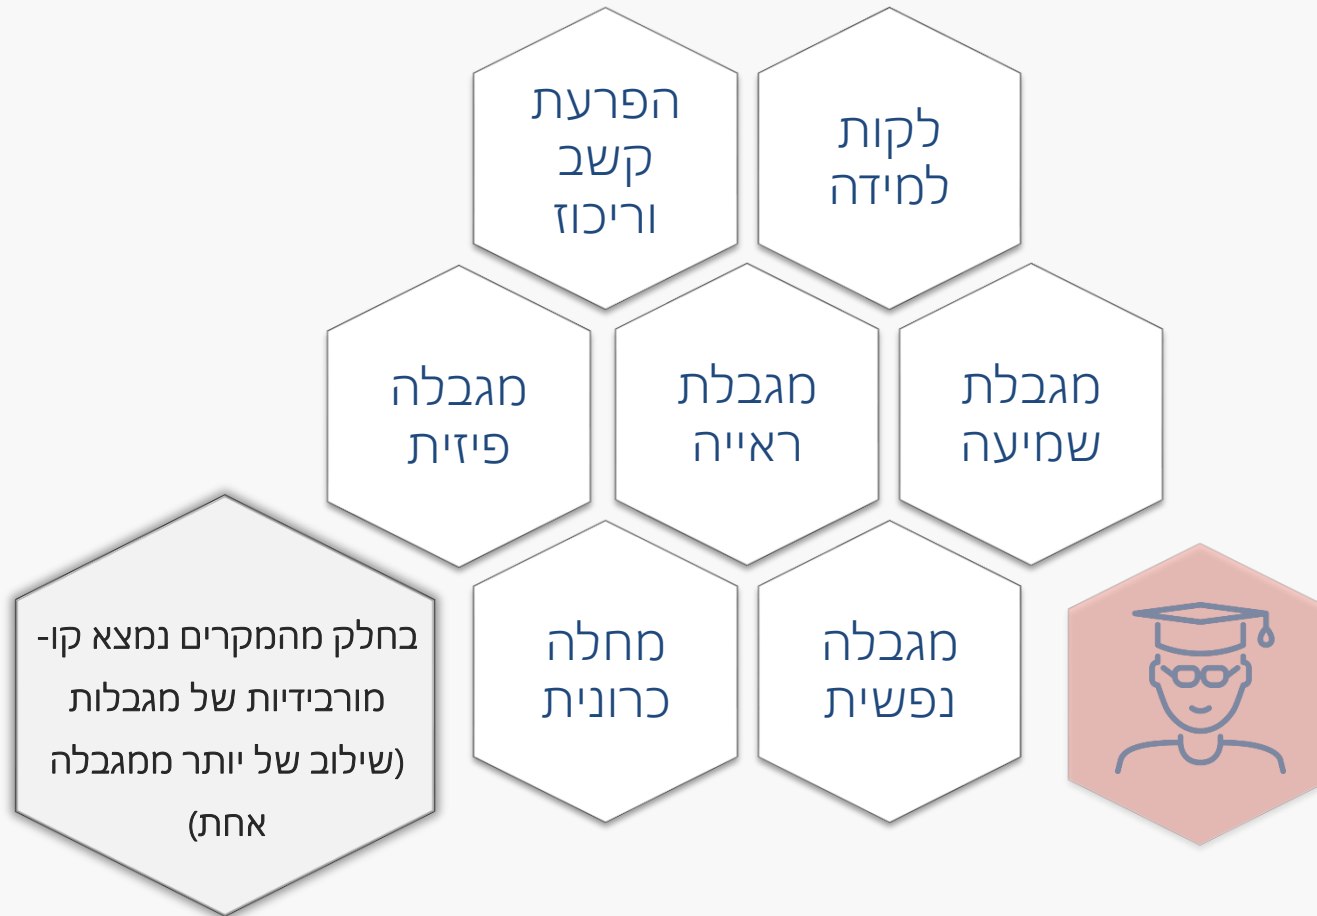 לקות
למידה
הפרעת
קשב
וריכוז
מגבלת
שמיעה
מגבלת
ראייה
מגבלה
פיזית
מגבלה
נפשית
מחלה
כרונית
בחלק מהמקרים נמצא קו-
מורבידיות של מגבלות
(שילוב של יותר ממגבלה
אחת)